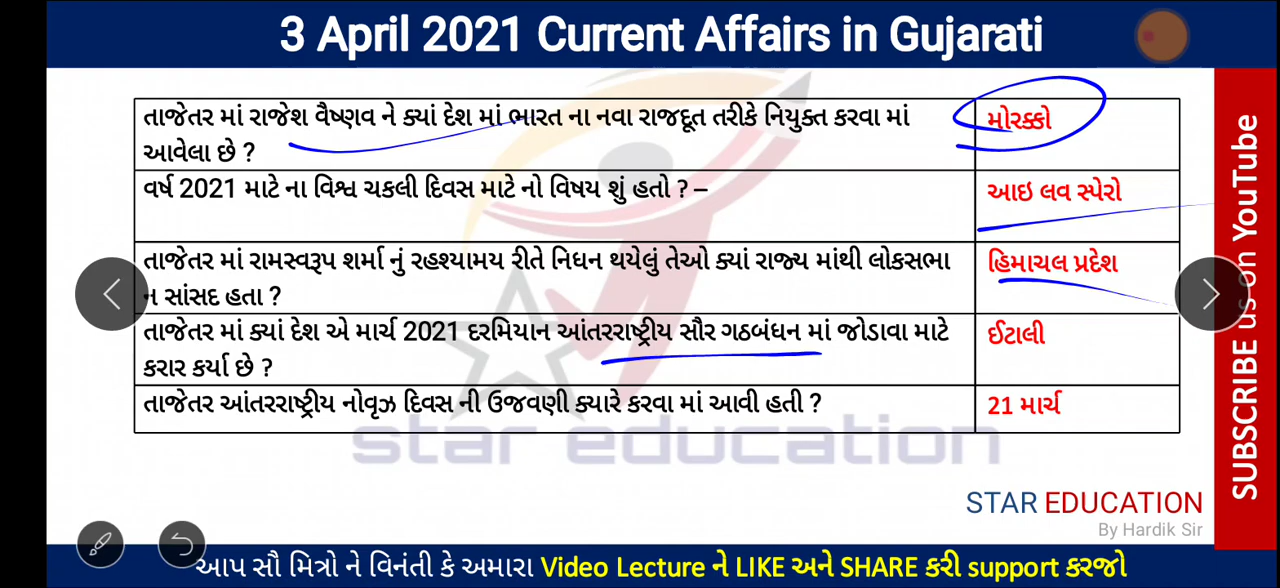 3 April 2021 Current Affairs in Gujarati
તાજેતર માં રાજેશ વૈષ્ણવ ને ક્યાં દેશ માં ભારત ના નવા રાજદૂત તરીકે નિયુક્ત કરવા માં
આવેલા છે ?
મોરક્કો
વર્ષ 2021 માટે ના વિશ્વ ચકલી દિવસ માટે નો વિષય શું હતો ? –
આઇ લવ સ્પેરો
તાજેતર માં રામસ્વરૂપ શર્મા નું રહશ્યામય રીતે નિધન થયેલું તેઓ ક્યાં રાજ્ય માંથી લોકસભા
ન સાંસદ હતા ?
હિમાચલ પ્રદેશ
તાજેતર માં ક્યાં દેશ એ માર્ચ 2021 દરમિયાન આંતરરાષ્ટ્રીય સૌર ગઠબંધન માં જોડાવા માટે
કરાર કર્યા છે ?
ઈટાલી
તાજેતર આંતરરાષ્ટ્રીય નોવૃઝ દિવસ ની ઉજવણી ક્યારે કરવા માં આવી હતી ?
21 માર્ચ
star education
STAR EDUCATION
By Hardik Sir
આપ સૌ મિત્રો ને વિનંતી કે અમારા Video Lecture ને LIKE અને SHARE કરી support કરજો
SUBSCRIBE us on YouTube